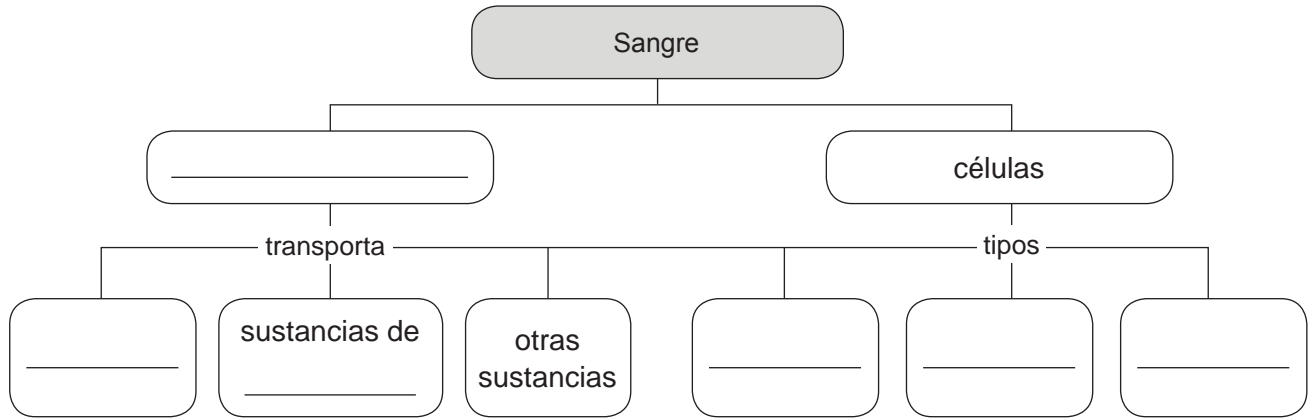 Sangre
células
transporta
tipos
sustancias de
otras
sustancias